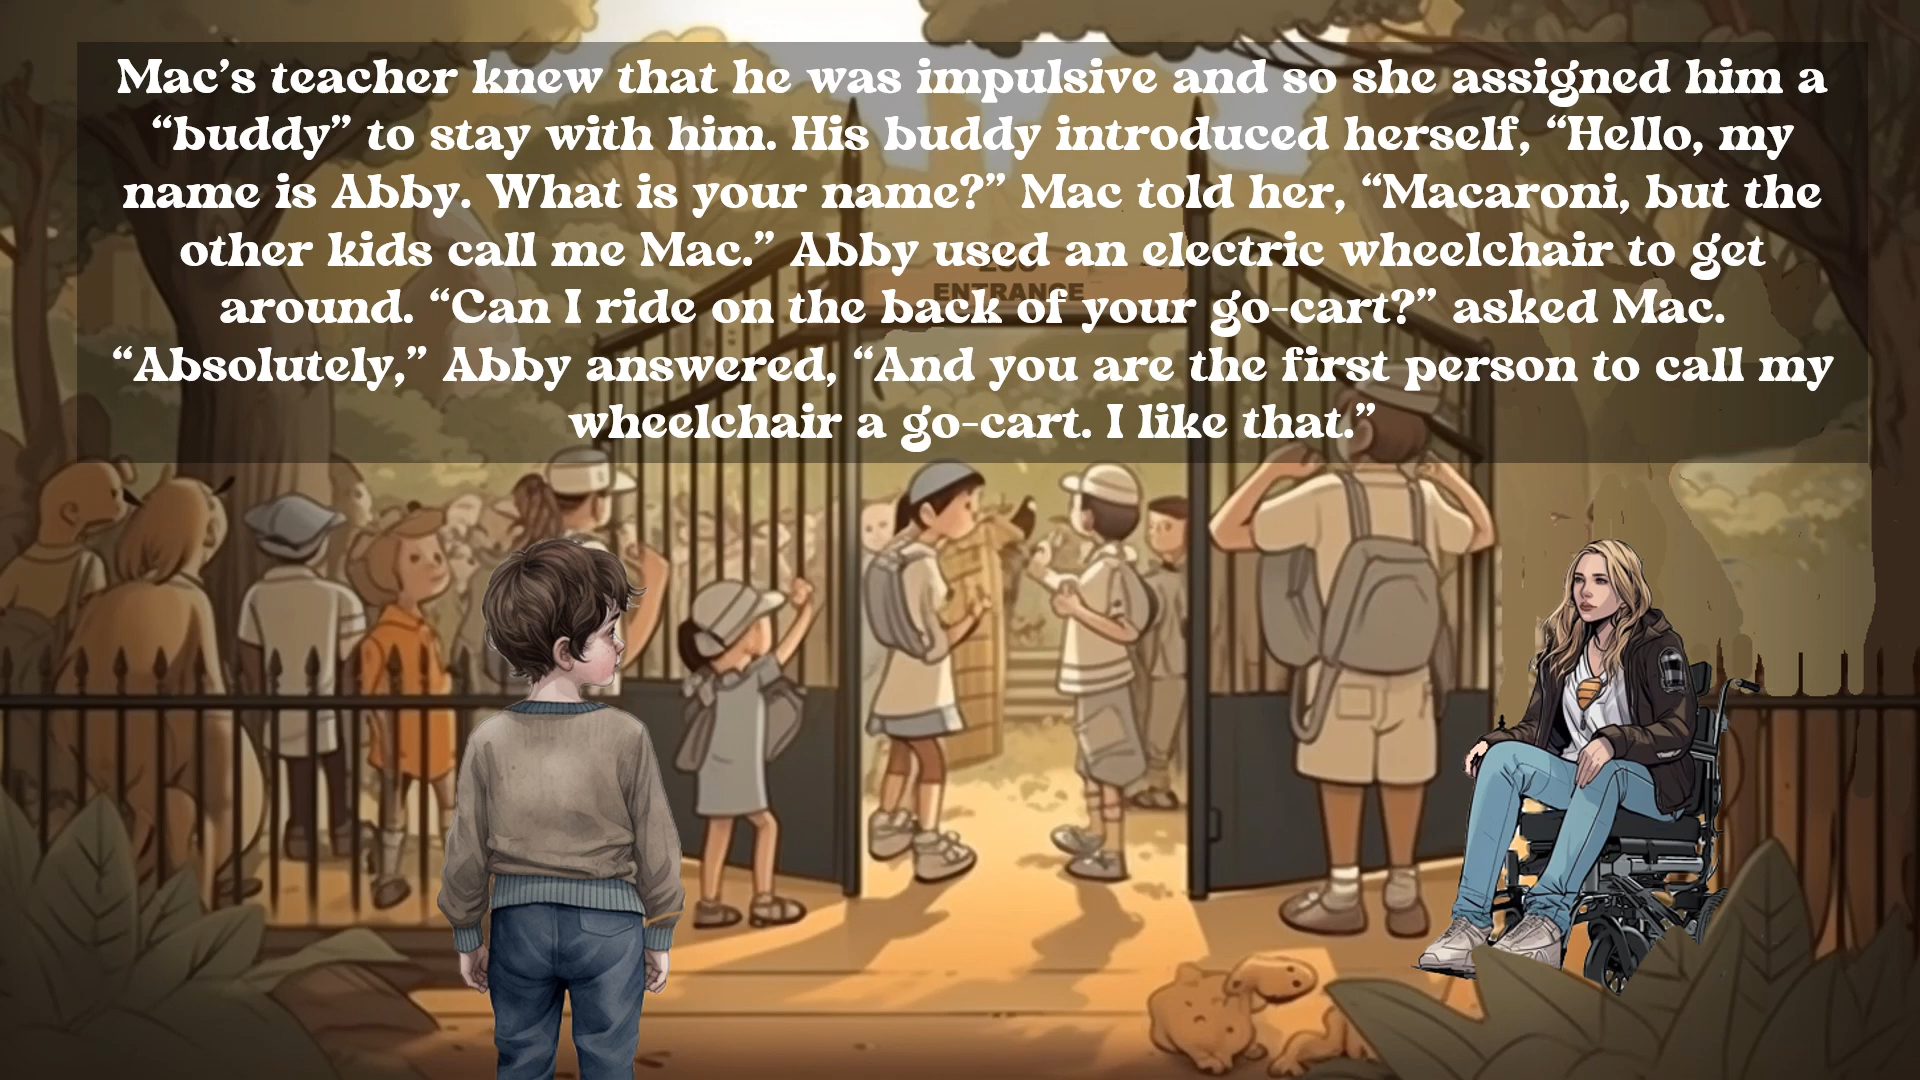 Mac’s teacher knew that he was impulsive and so she assigned him a
“buddy” to stay with him. His buddy introduced herself, “Hello, my
name is Abby. What is your name?” Mac told her, “Macaroni, but the
other kids call me Mac.” Abby used an electric wheelchair to get
around. “Can I ride on the back of your go-cart?” asked Mac.
“Absolutely,” Abby answered, “And you are the first person to call my
wheelchair a go-cart. I like that.”
ZOO
ENTRANCE